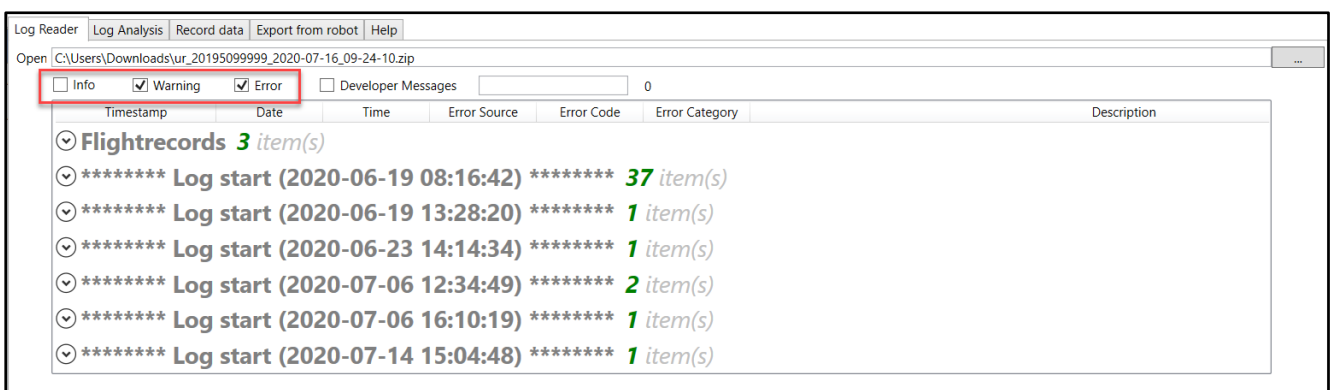 Log Reader Log Analysis Record data Export from robot Help
Open C:\Users\Downloads\ur_20195099999_2020-07-16_09-24-10.zip ...
Info Warning Error Developer Messages 0
Timestamp Date Time Error Source Error Code Error Category Description
Flightrecords 3 item(s)
******** Log start (2020-06-19 08:16:42) ******** 37 item(s)
******** Log start (2020-06-19 13:28:20) ******** 1 item(s)
******** Log start (2020-06-23 14:14:34) ******** 1 item(s)
******** Log start (2020-07-06 12:34:49) ******** 2 item(s)
******** Log start (2020-07-06 16:10:19) ******** 1 item(s)
******** Log start (2020-07-14 15:04:48) ******** 1 item(s)